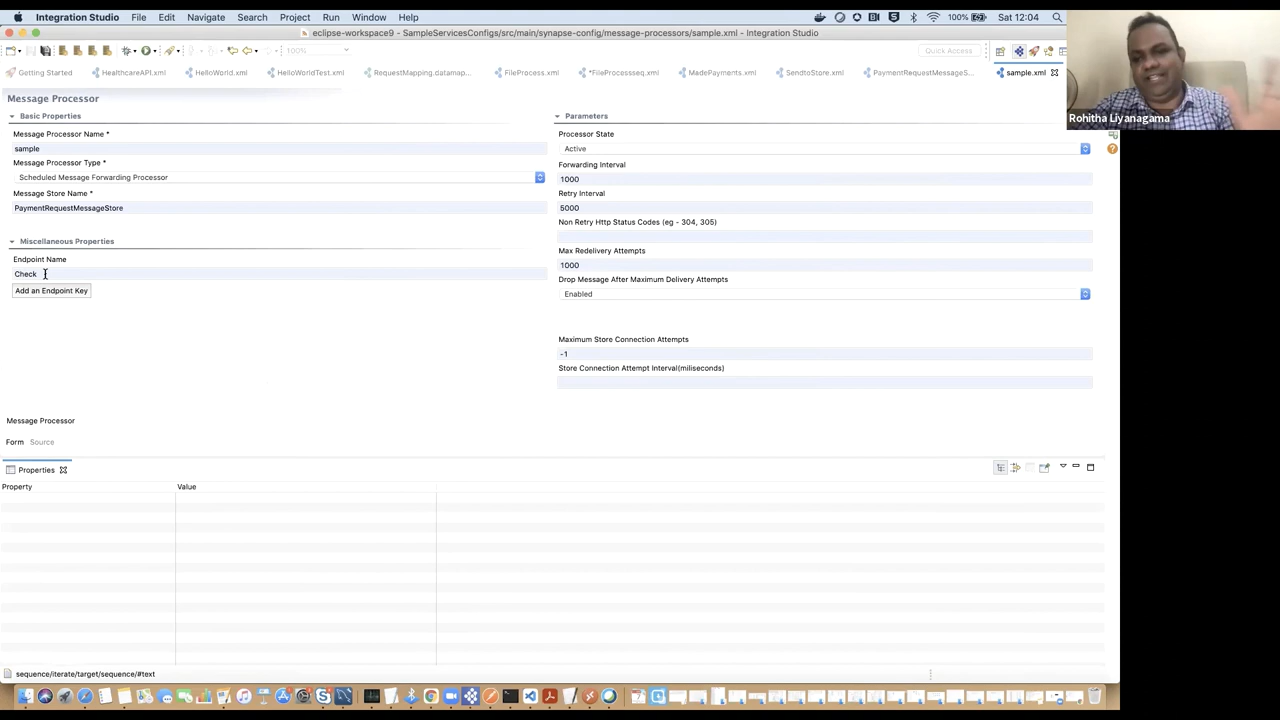 Integration Studio File Edit Navigate Search Project Run Window Help 100% Sat 12:04
eclipse-workspace9 - SampleServicesConfigs/src/main/synapse-config/message-processors/sample.xml - Integration Studio
100% Quick Access
Getting Started HealthcareAPI.xml HelloWorld.xml HelloWorldTest.xml RequestMapping.datamap... FileProcess.xml *FileProcessseq.xml MadePayments.xml SendtoStore.xml PaymentRequestMessageS... sample.xml
Rohitha Liyanagama
Message Processor
Basic Properties
Message Processor Name *
sample
Message Processor Type *
Scheduled Message Forwarding Processor
Message Store Name *
PaymentRequestMessageStore
Miscellaneous Properties
Endpoint Name
Check
Add an Endpoint Key
Parameters
Processor State
Active
Forwarding Interval
1000
Retry Interval
5000
Non Retry Http Status Codes (eg - 304, 305)
Max Redelivery Attempts
1000
Drop Message After Maximum Delivery Attempts
Enabled
Maximum Store Connection Attempts
-1
Store Connection Attempt Interval(miliseconds)
Message Processor
Form Source
Properties
Property Value
sequence/iterate/target/sequence/#text